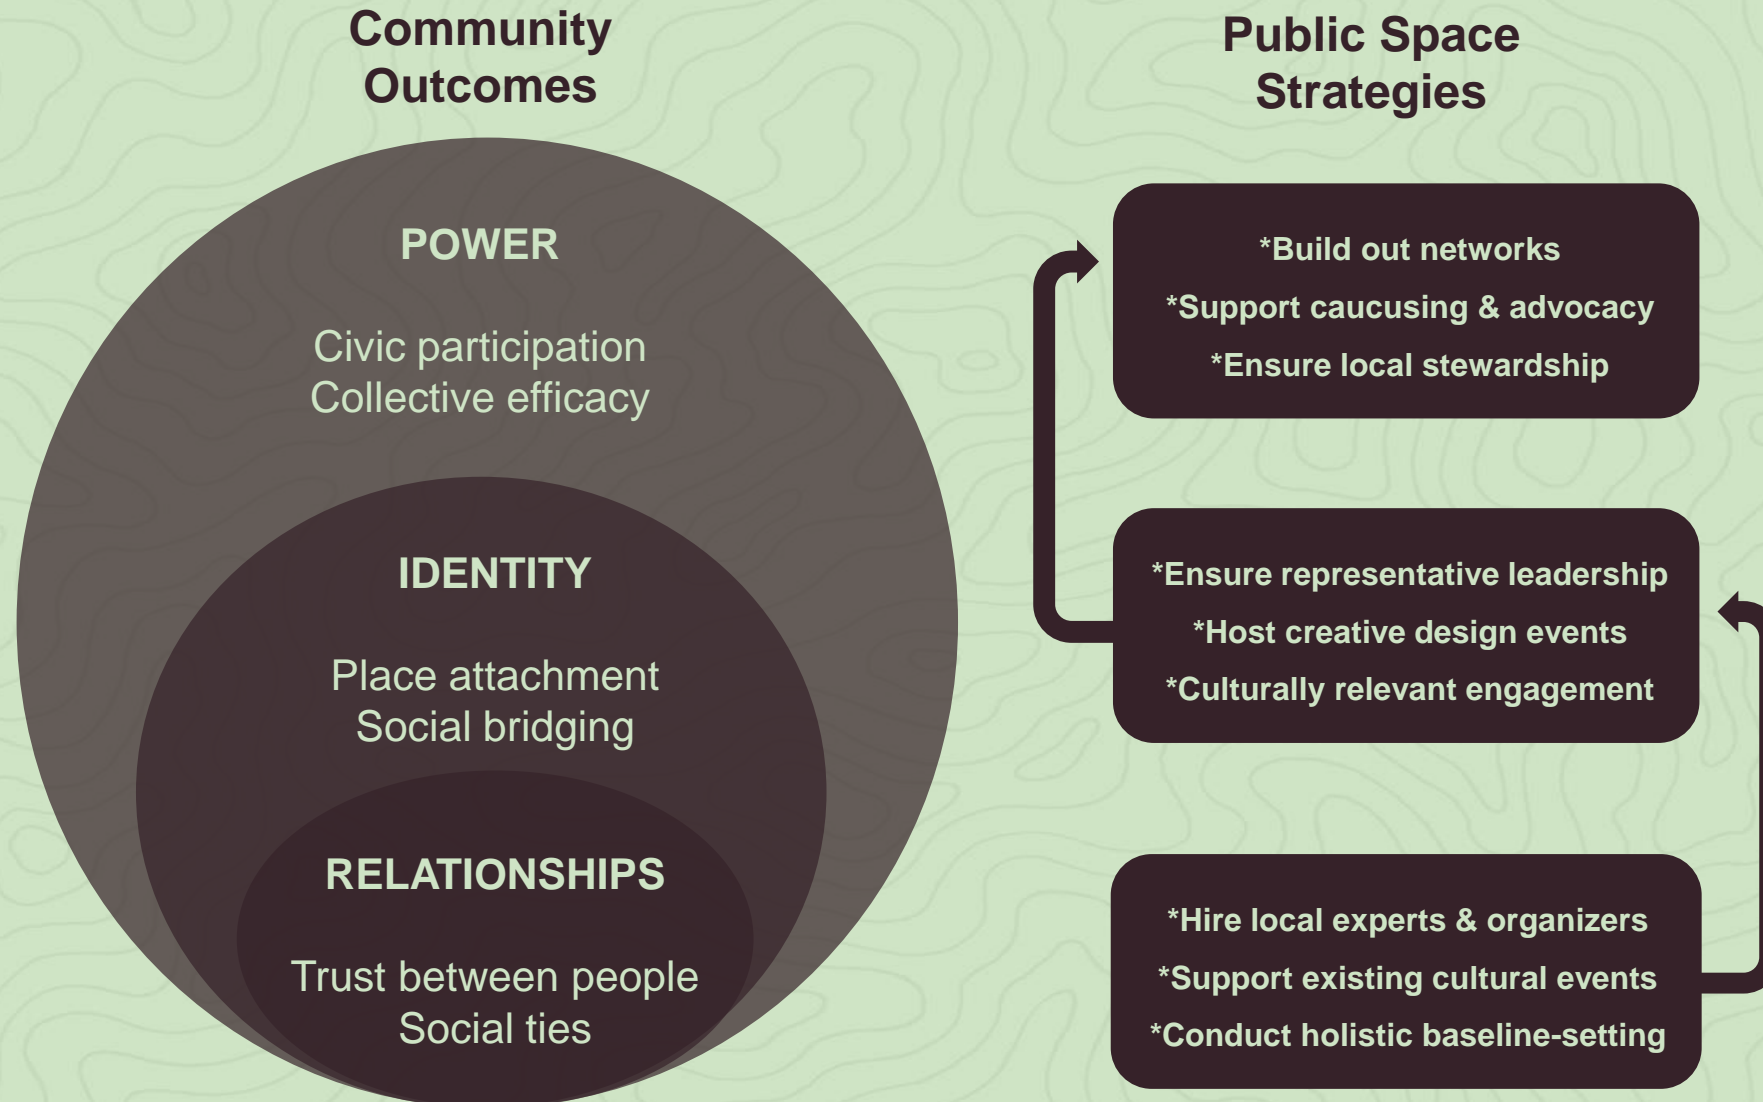 Community
Outcomes
POWER
Civic participation
Collective efficacy
IDENTITY
Place attachment
Social bridging
RELATIONSHIPS
Trust between people
Social ties
Public Space
Strategies
*Build out networks
*Support caucusing & advocacy
*Ensure local stewardship
*Ensure representative leadership
*Host creative design events
*Culturally relevant engagement
*Hire local experts & organizers
*Support existing cultural events
*Conduct holistic baseline-setting